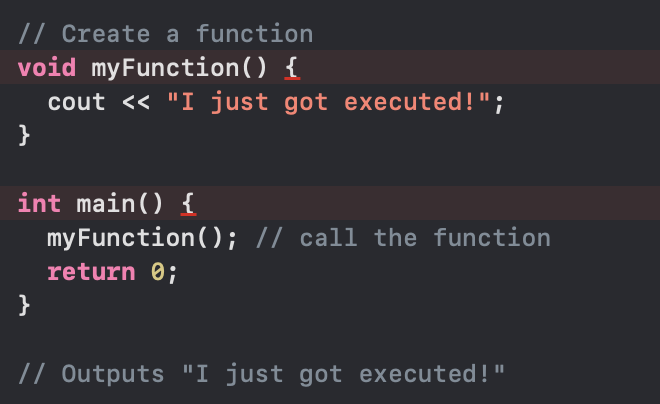 // Create a function
void myFunction() {
  cout << "I just got executed!";
}

int main() {
  myFunction(); // call the function
  return 0;
}

// Outputs "I just got executed!"